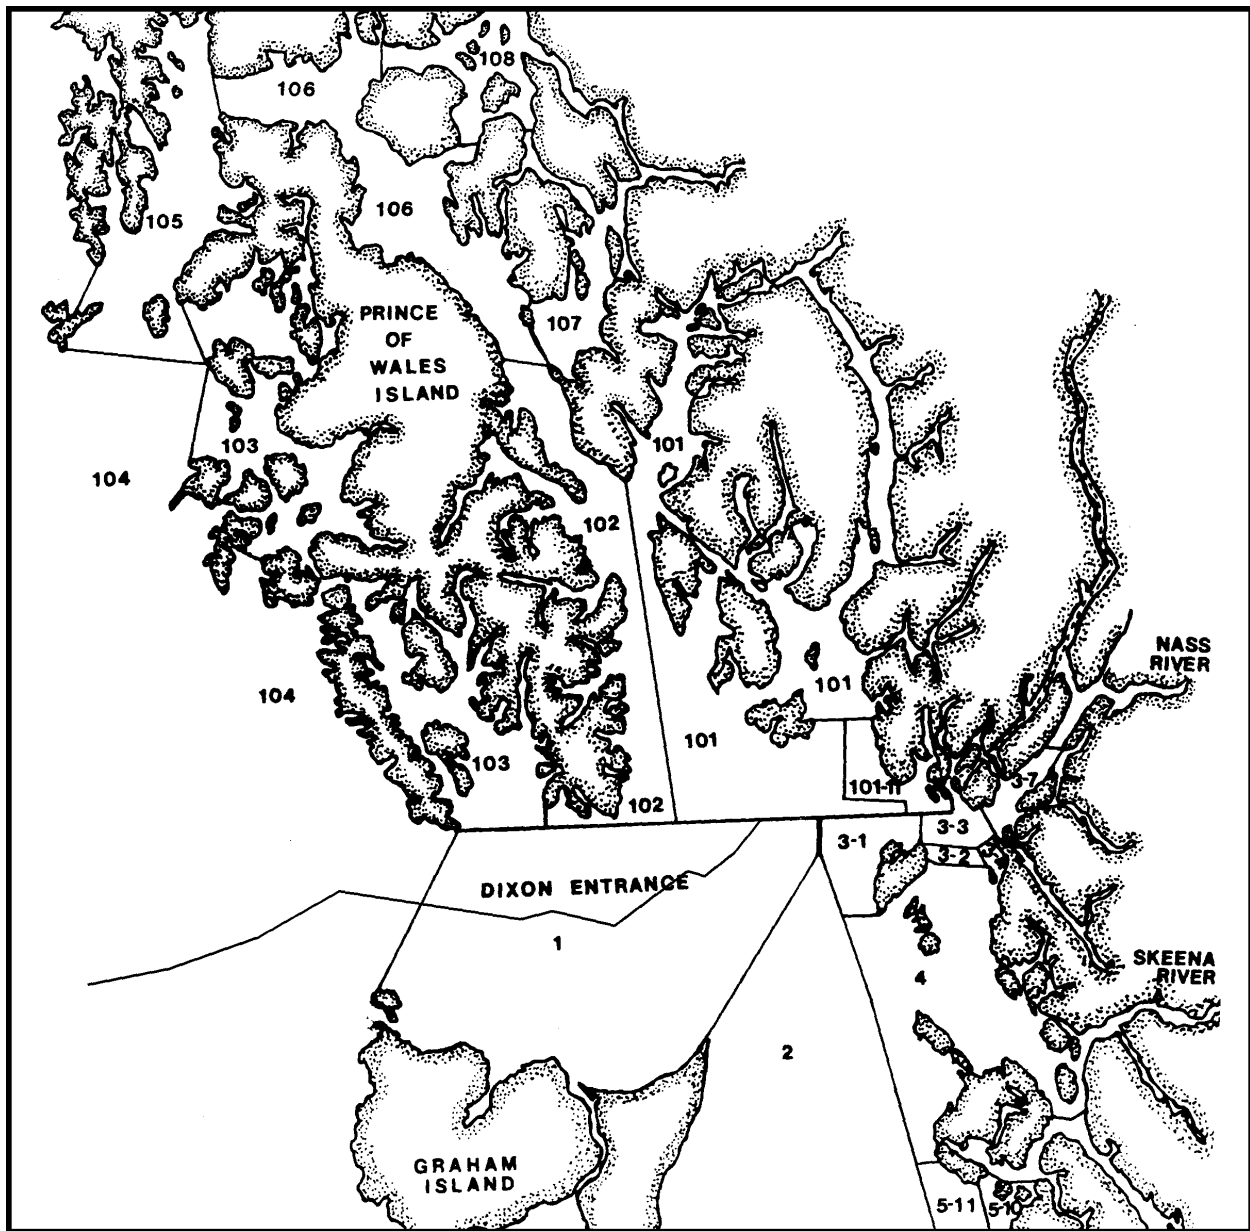 108
106
105
106
107
PRINCE
OF
WALES
ISLAND
101
103
104
102
NASS
RIVER
101
104
101
103
3-7
101-11
102
3-3
3-1
3-2
DIXON ENTRANCE
1
SKEENA
RIVER
4
2
GRAHAM
ISLAND
5-11
5-10